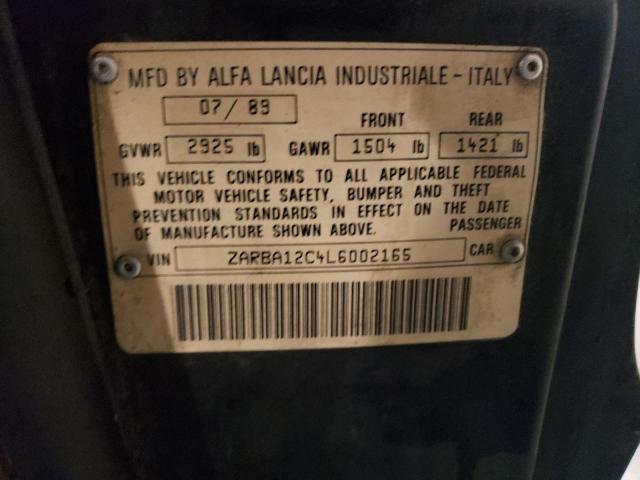 MFD BY ALFA LANCIA INDUSTRIALE - ITALY
07/89
FRONT REAR
GVWR 2925 lb GAWR 1504 lb 1421 lb
THIS VEHICLE CONFORMS TO ALL APPLICABLE FEDERAL
MOTOR VEHICLE SAFETY, BUMPER AND THEFT
PREVENTION STANDARDS IN EFFECT ON THE DATE
OF MANUFACTURE SHOWN ABOVE. PASSENGER
VIN ZARBA12C4L6002165 CAR